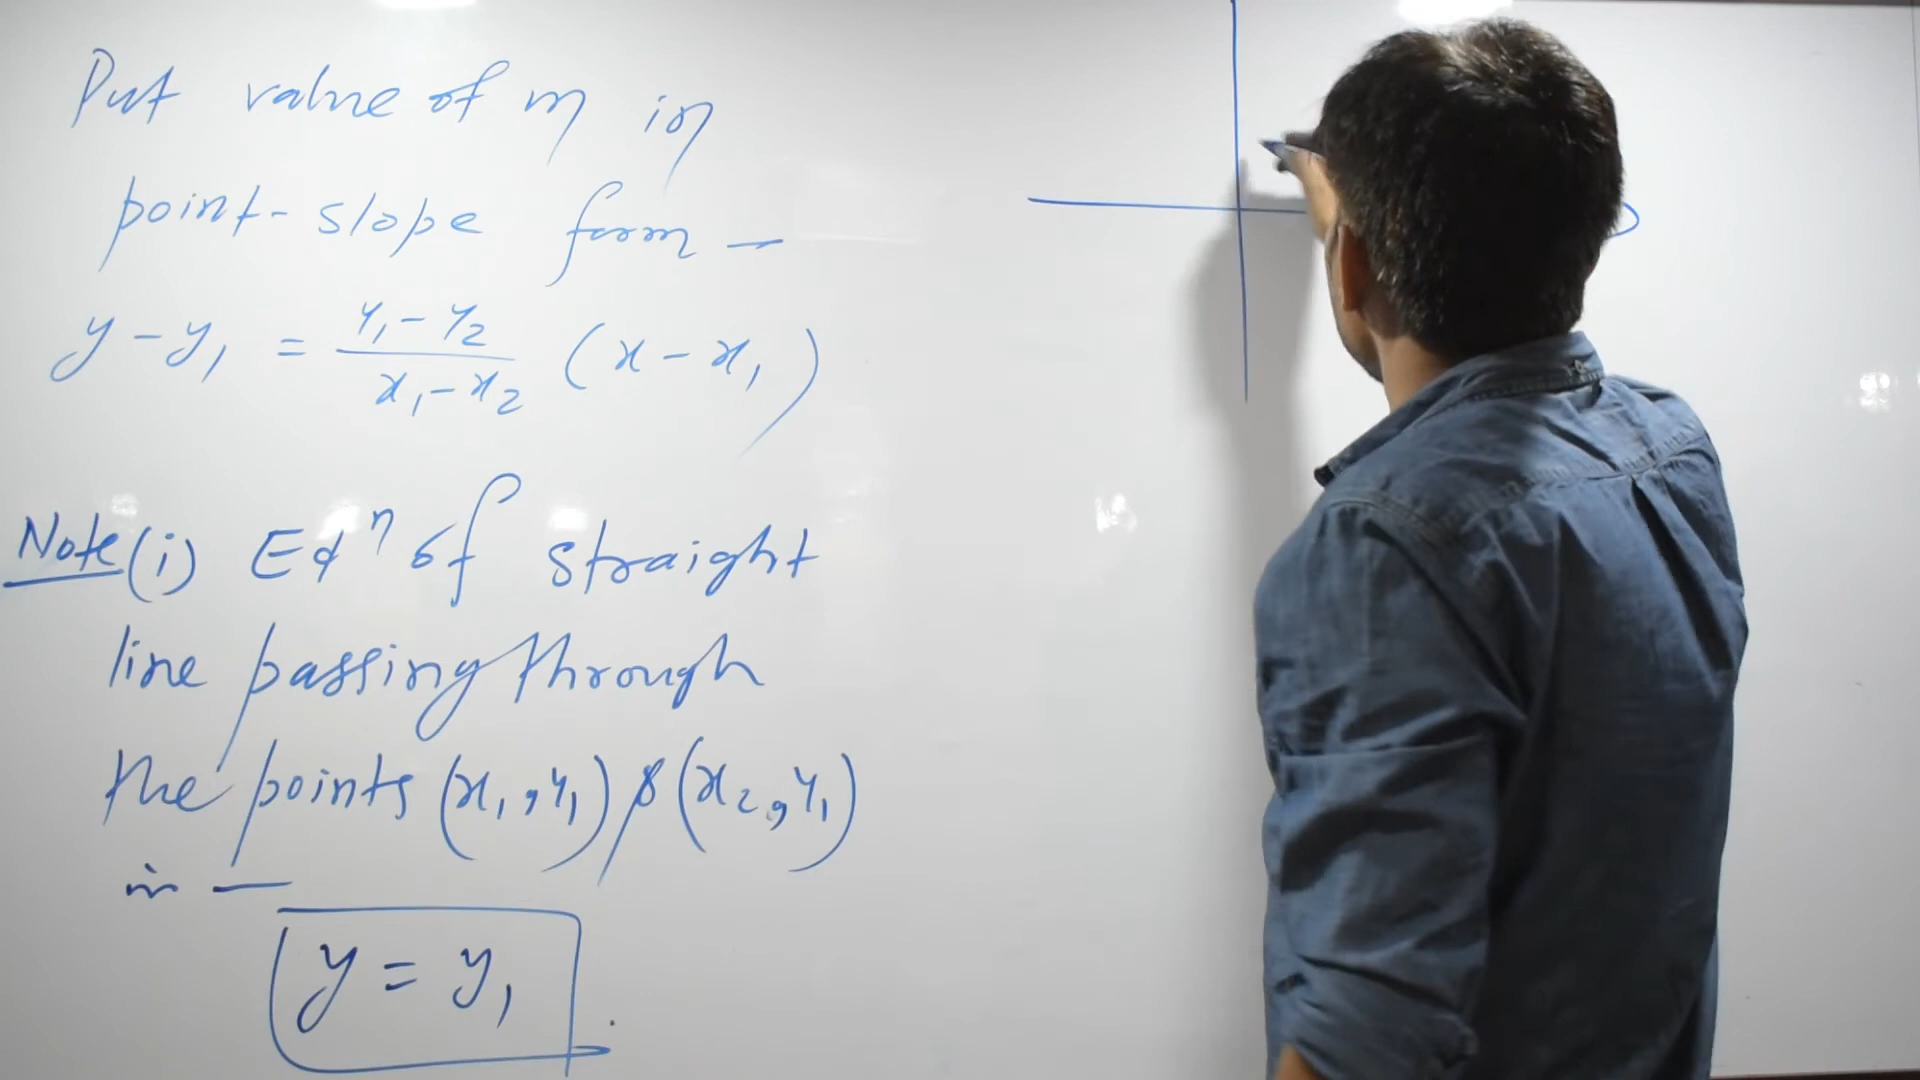 Put value of m in
point-slope form —
y - y₁ = (y₁ - y₂)/(x₁ - x₂) (x - x₁)
Note (i) Eqⁿ of straight
line passing through
the points (x₁, y₁) & (x₂, y₁)
is —
y = y₁